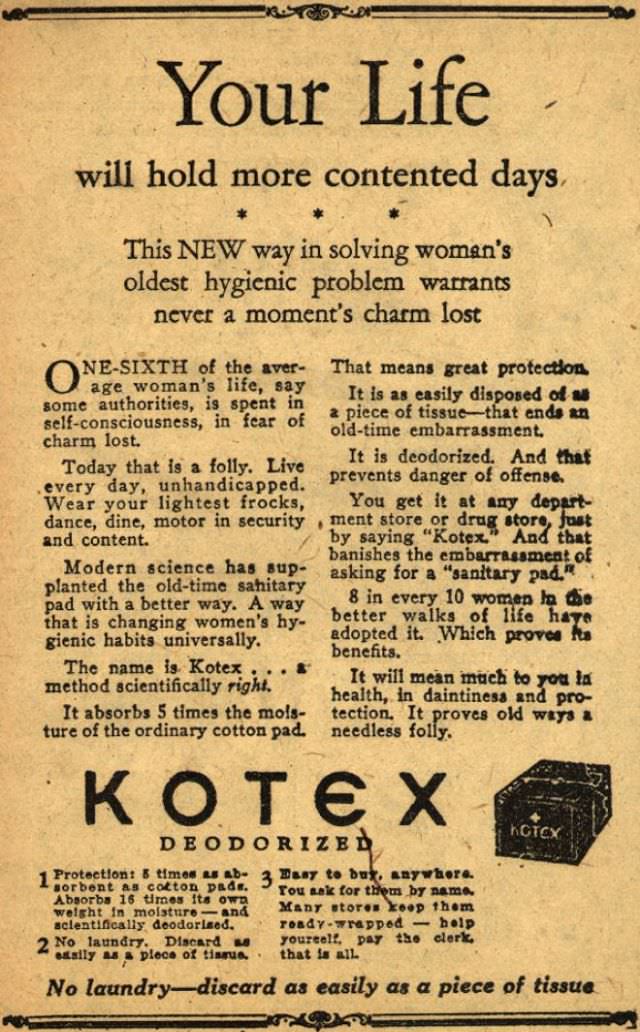 Your Life
will hold more contented days.
* * *
This NEW way in solving woman's
oldest hygienic problem warrants
never a moment's charm lost
ONE-SIXTH of the aver-
age woman's life, say
some authorities, is spent in
self-consciousness, in fear of
charm lost.
Today that is a folly. Live
every day, unhandicapped.
Wear your lightest frocks,
dance, dine, motor in security
and content.
Modern science has sup-
planted the old-time sanitary
pad with a better way. A way
that is changing women's hy-
gienic habits universally.
The name is Kotex . . . a
method scientifically right.
It absorbs 5 times the mois-
ture of the ordinary cotton pad.
That means great protection.
It is as easily disposed of as
a piece of tissue—that ends an
old-time embarrassment.
It is deodorized. And that
prevents danger of offense.
You get it at any depart-
ment store or drug store, just
by saying "Kotex." And that
banishes the embarrassment of
asking for a "sanitary pad."
8 in every 10 women in the
better walks of life have
adopted it. Which proves its
benefits.
It will mean much to you in
health, in daintiness and pro-
tection. It proves old ways a
needless folly.
KOTEX
DEODORIZED
KOTEX
1 Protection: 5 times as ab-
sorbent as cotton pads.
Absorbs 16 times its own
weight in moisture—and
scientifically deodorized.
2 No laundry. Discard as
easily as a piece of tissue.
3 Easy to buy, anywhere.
You ask for them by name.
Many stores keep them
ready-wrapped — help
yourself, pay the clerk,
that is all.
No laundry—discard as easily as a piece of tissue